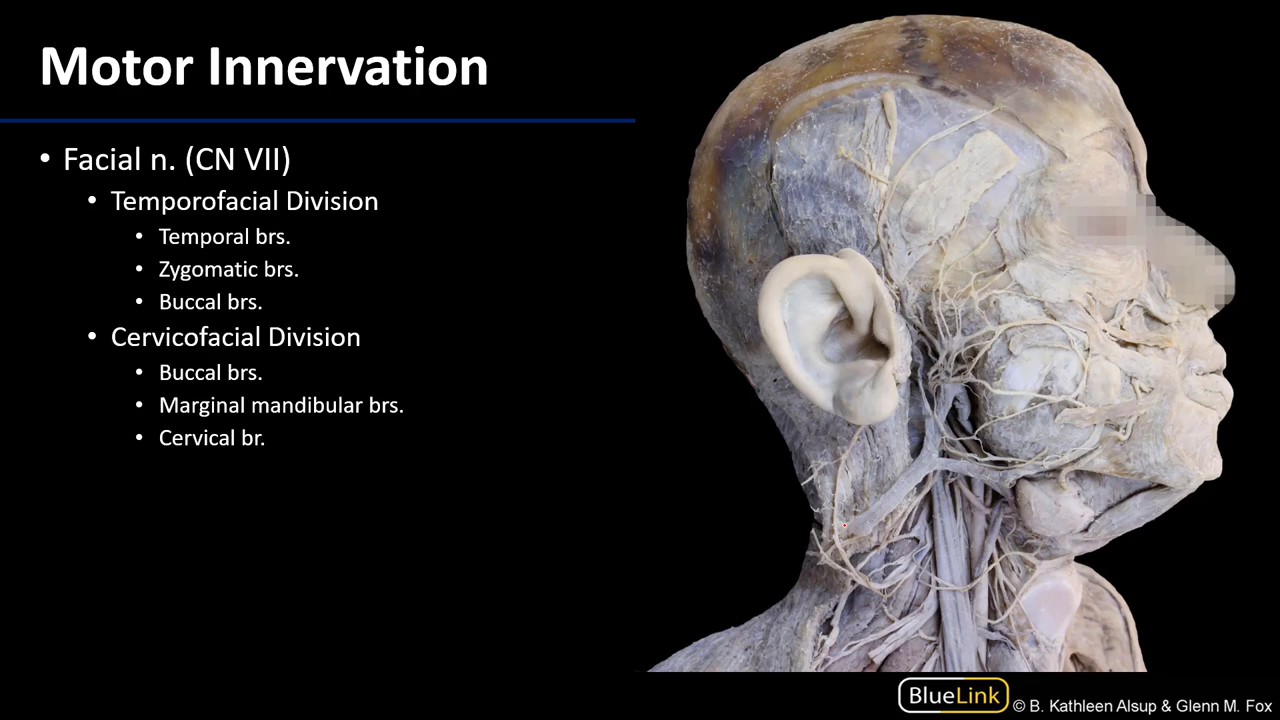 Motor Innervation
• Facial n. (CN VII)
• Temporofacial Division
• Temporal brs.
• Zygomatic brs.
• Buccal brs.
• Cervicofacial Division
• Buccal brs.
• Marginal mandibular brs.
• Cervical br.
BlueLink
© B. Kathleen Alsup & Glenn M. Fox